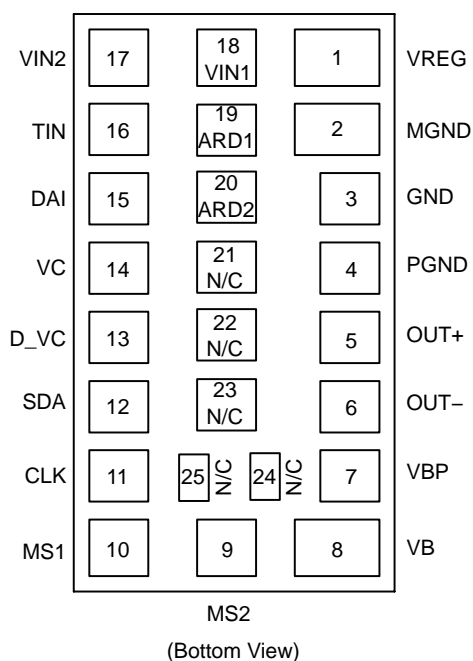 VIN2 17 18 1 VREG
VIN1
TIN 16 19 2 MGND
ARD1
DAI 15 20 3 GND
ARD2
VC 14 21 4 PGND
N/C
D_VC 13 22 5 OUT+
N/C
SDA 12 23 6 OUT−
N/C
CLK 11 25 N/C 24 N/C 7 VBP
MS1 10 9 8 VB
MS2
(Bottom View)